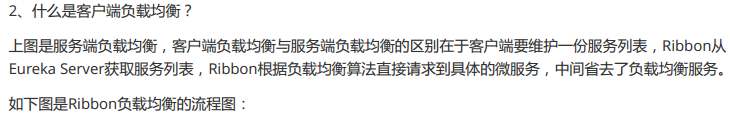 2、什么是客户端负载均衡？
上图是服务端负载均衡，客户端负载均衡与服务端负载均衡的区别在于客户端要维护一份服务列表，Ribbon从
Eureka Server获取服务列表，Ribbon根据负载均衡算法直接请求到具体的微服务，中间省去了负载均衡服务。
如下图是Ribbon负载均衡的流程图：